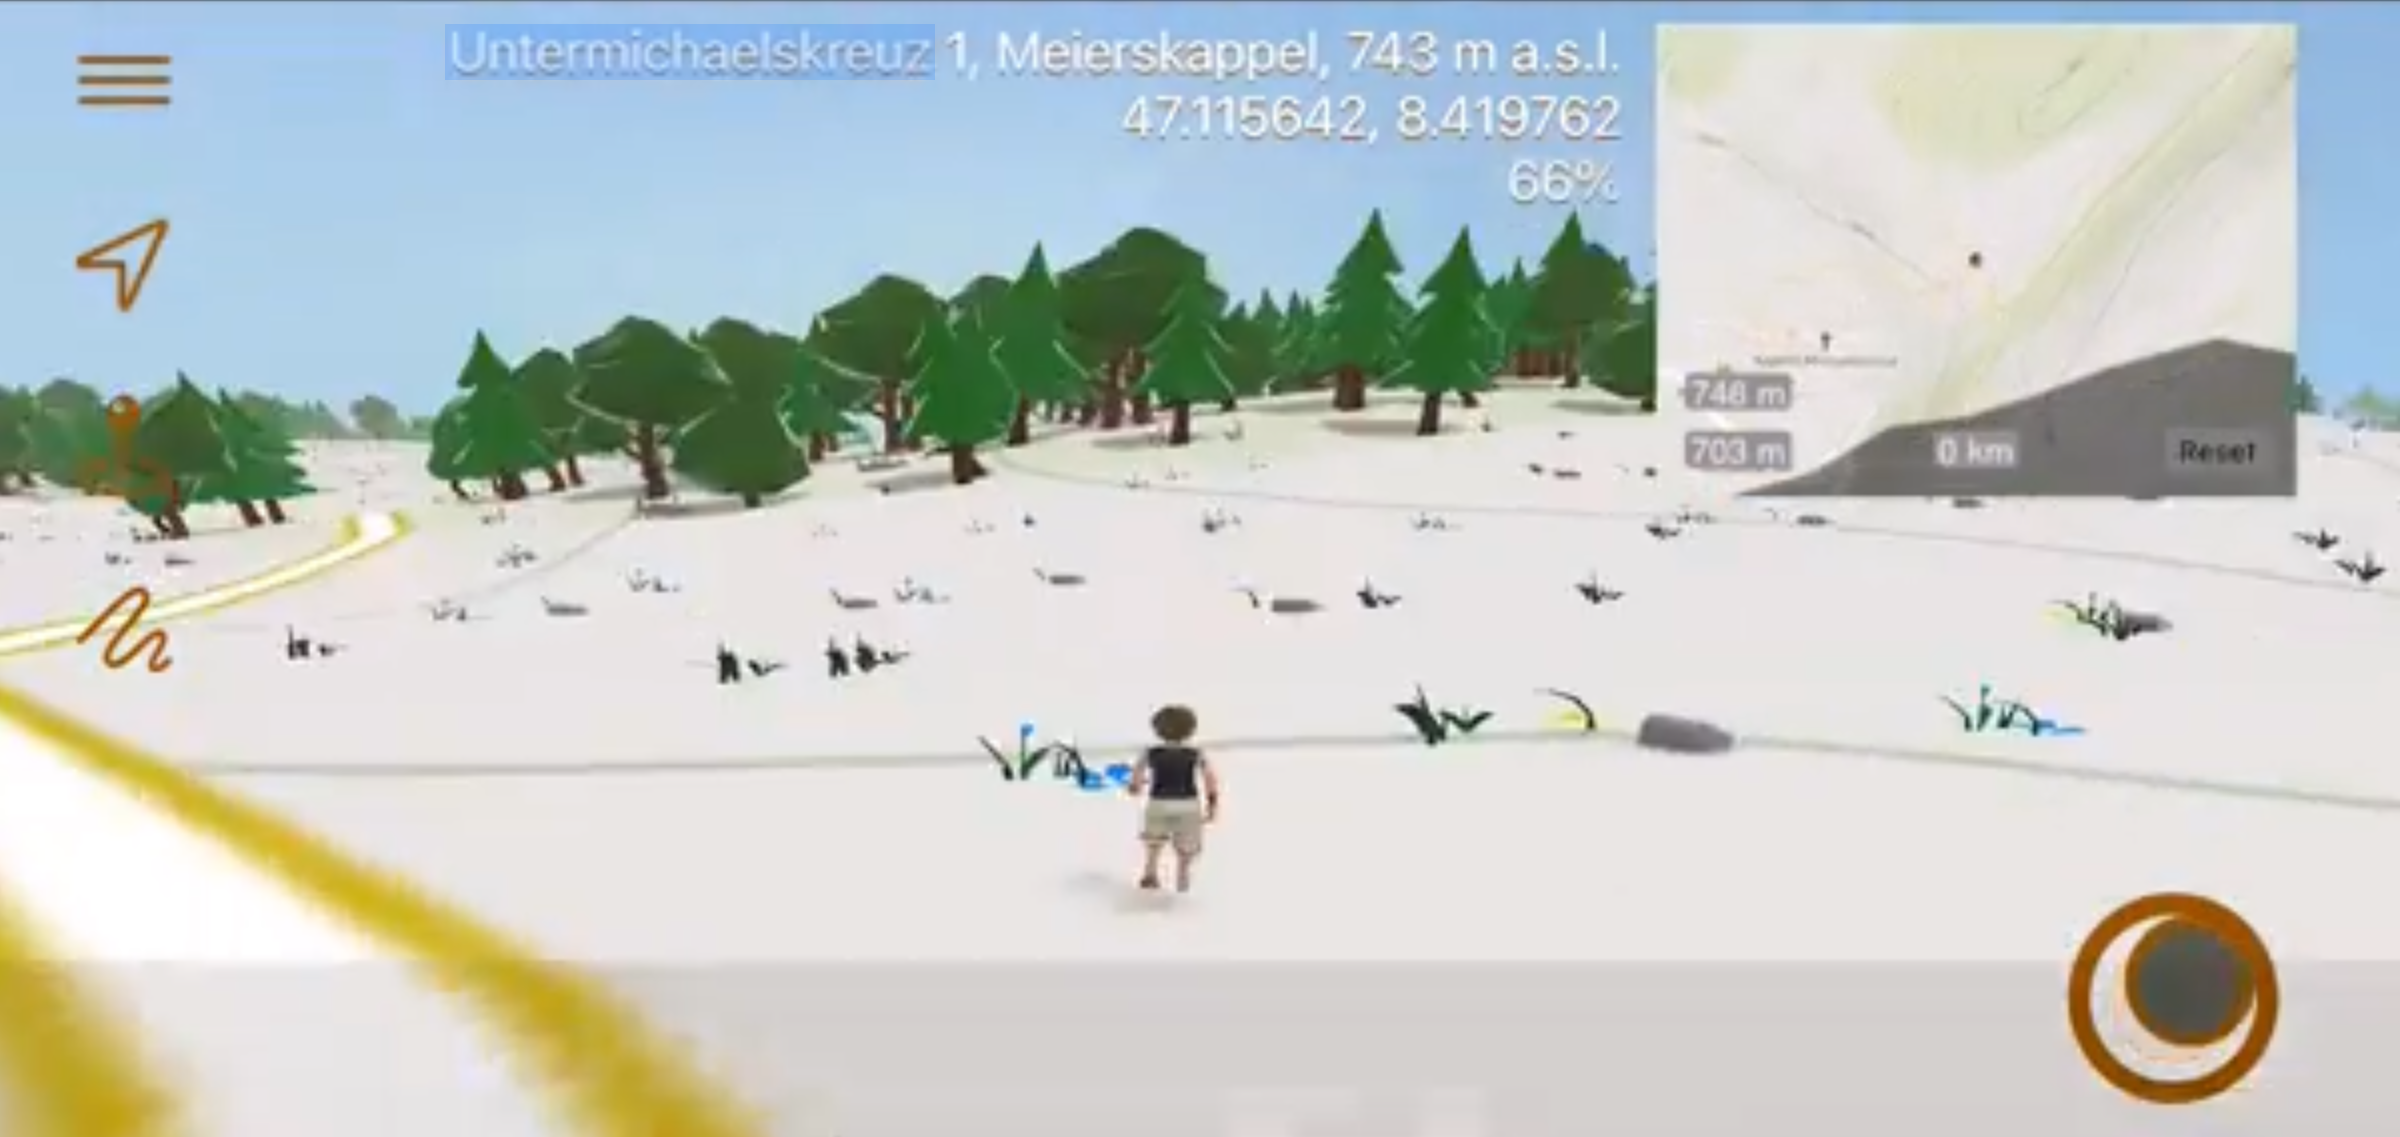 Untermichaelskreuz 1, Meierskappel, 743 m a.s.l.
47.115642, 8.419762
66%
748 m
703 m
0 km
Reset